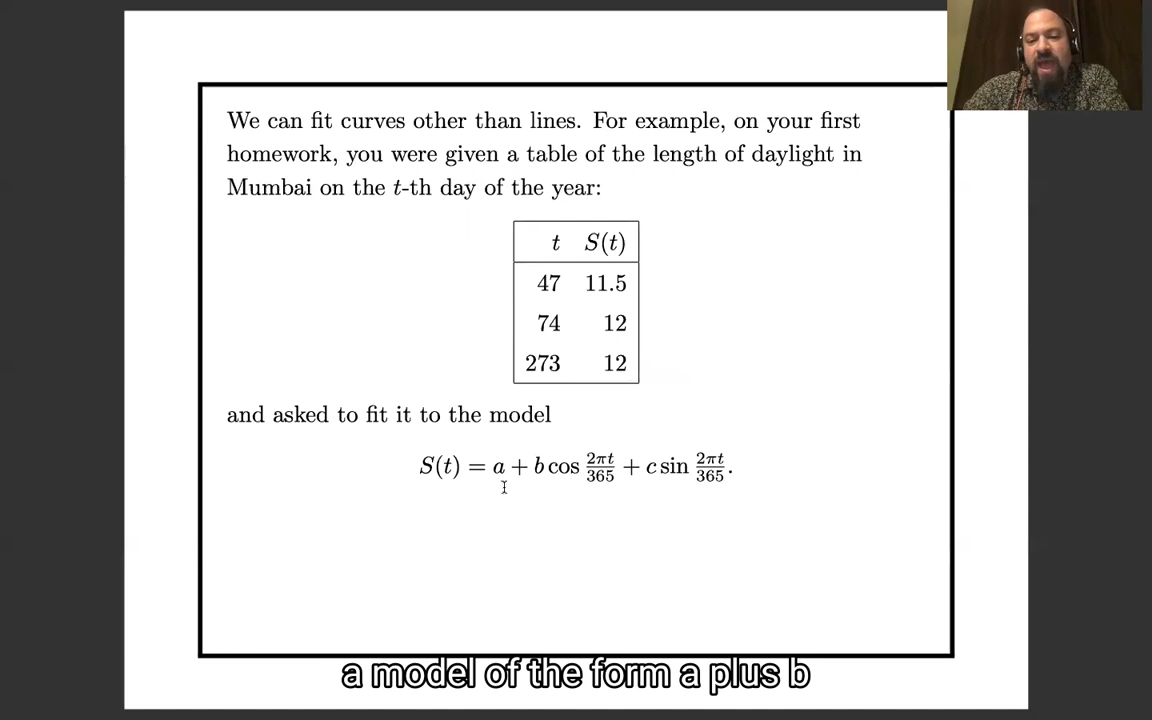 We can fit curves other than lines. For example, on your first
homework, you were given a table of the length of daylight in
Mumbai on the t-th day of the year:
t S(t)
47 11.5
74 12
273 12
and asked to fit it to the model
S(t) = a + b cos 2πt/365 + c sin 2πt/365.
a model of the form a plus b